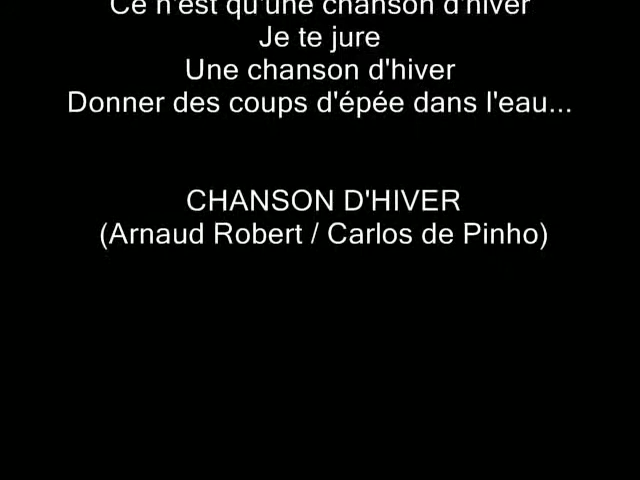 Ce n'est qu'une chanson d'hiver
Je te jure
Une chanson d'hiver
Donner des coups d'épée dans l'eau...
CHANSON D'HIVER
(Arnaud Robert / Carlos de Pinho)